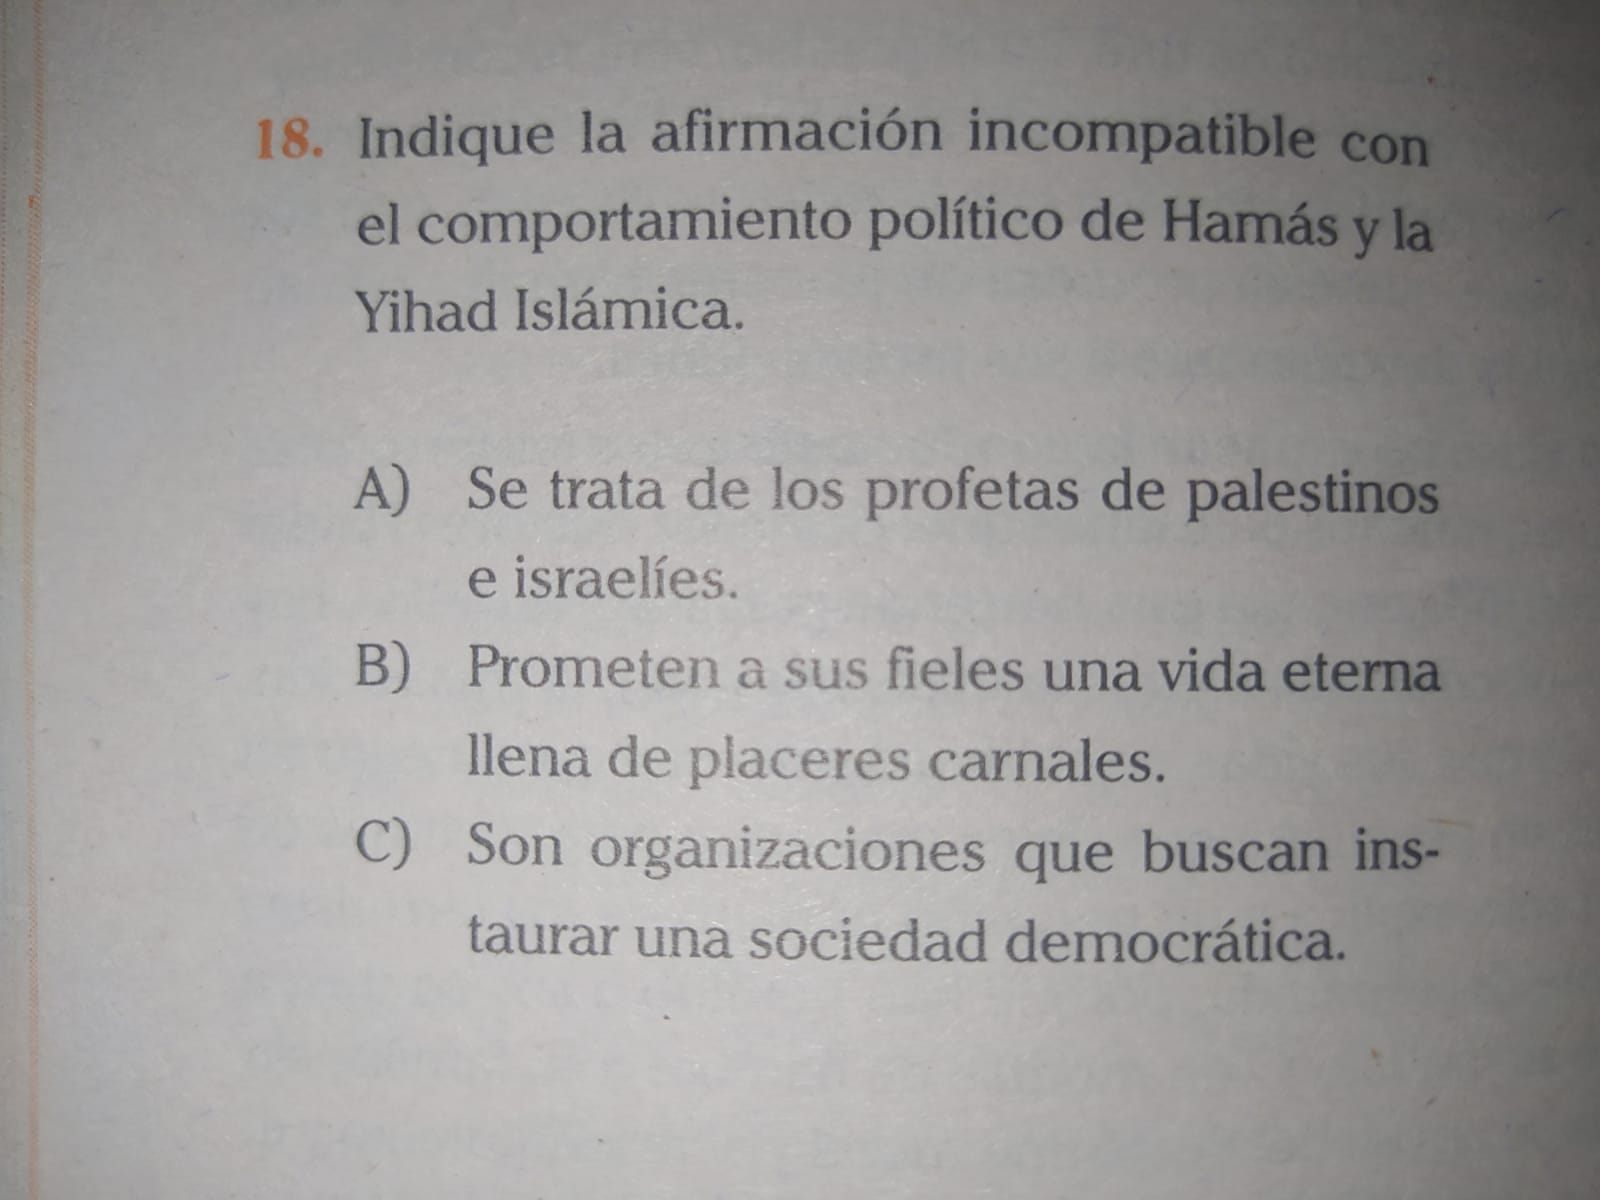 18. Indique la afirmación incompatible con
el comportamiento político de Hamás y la
Yihad Islámica.
A) Se trata de los profetas de palestinos
e israelíes.
B) Prometen a sus fieles una vida eterna
llena de placeres carnales.
C) Son organizaciones que buscan ins-
taurar una sociedad democrática.